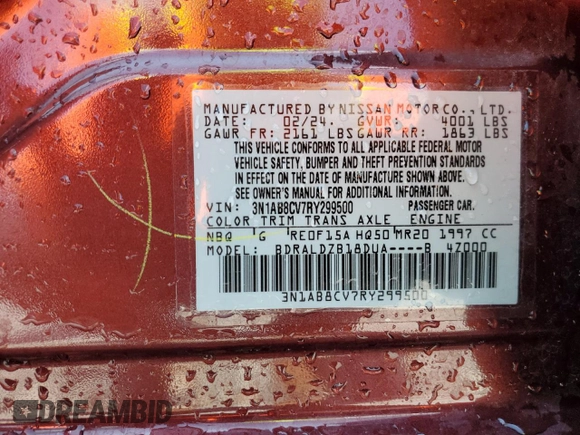 MANUFACTURED BY NISSAN MOTOR CO., LTD.
DATE: 02/24 GVWR: 4001 LBS
GAWR FR: 2161 LBS GAWR RR: 1863 LBS
THIS VEHICLE CONFORMS TO ALL APPLICABLE FEDERAL MOTOR
VEHICLE SAFETY, BUMPER AND THEFT PREVENTION STANDARDS
IN EFFECT ON THE DATE OF MANUFACTURE SHOWN ABOVE.
SEE OWNER'S MANUAL FOR ADDITIONAL INFORMATION.
VIN: 3N1AB8CV7RY299500 PASSENGER CAR.
COLOR TRIM TRANS AXLE ENGINE
NBQ G RE0F15A HQ50 MR20 1997 CC
MODEL: BDRALDZB18DUA----B 4Z000
3N1AB8CV7RY299500
DREAMBID